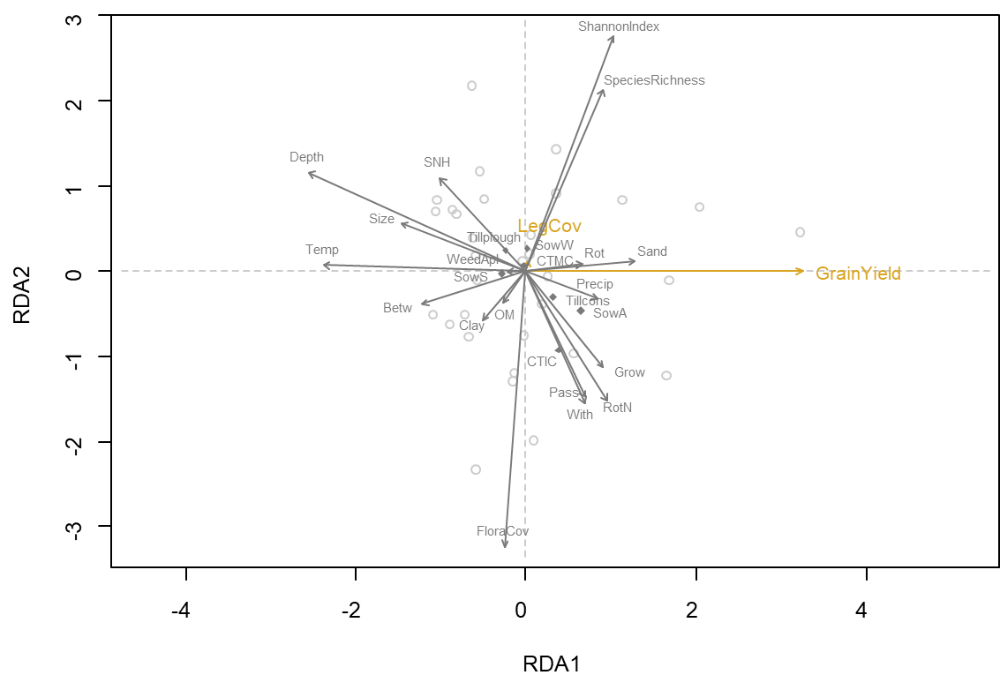 3
ShannonIndex
SpeciesRichness
2
Depth
SNH
1
Size
LegCov
Tillplough
SowW
Temp
Rot
Sand
WeedApl
CTMC
0
GrainYield
SowS
Precip
RDA2
Tillcons
Betw
OM
SowA
Clay
-1
CTIC
Grow
Pass
RotN
With
-2
-3
FloraCov
-4
-2
0
2
4
RDA1